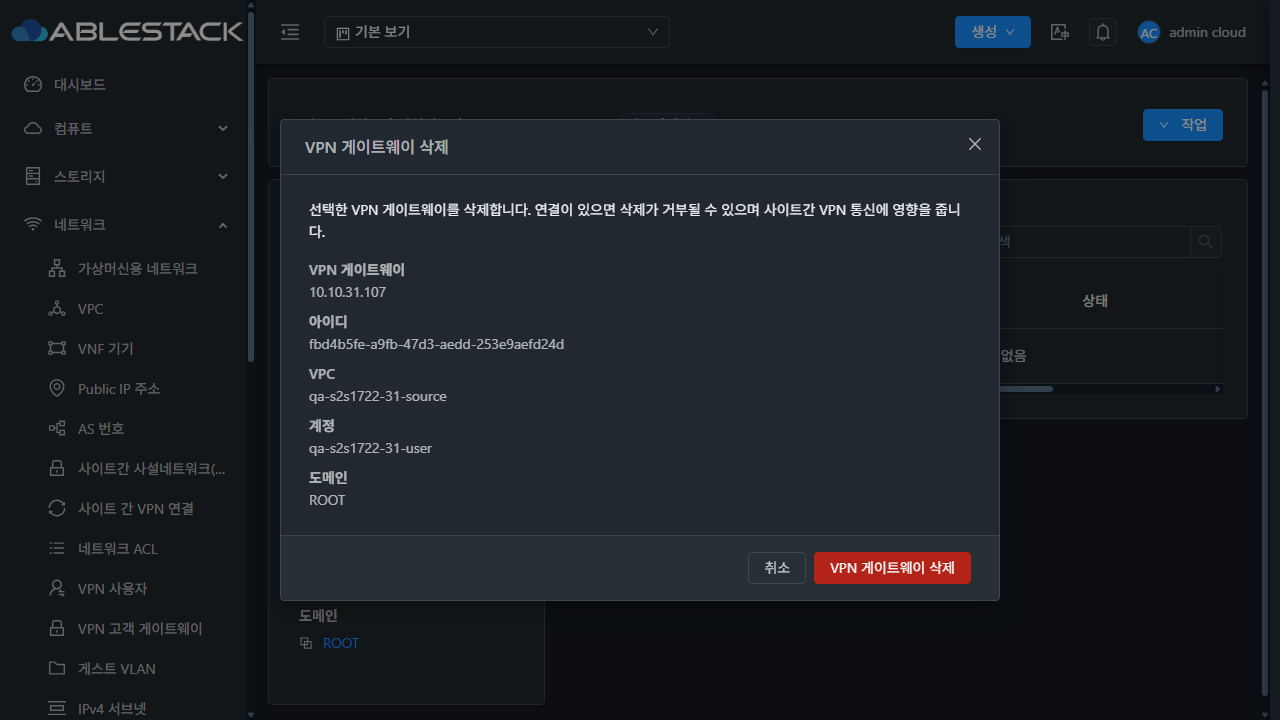 ABLESTACK
기본 보기
생성
AC
admin cloud
대시보드
컴퓨트
스토리지
네트워크
가상머신용 네트워크
VPC
VNF 기기
Public IP 주소
AS 번호
사이트간 사설네트워크(...
사이트 간 VPN 연결
네트워크 ACL
VPN 사용자
VPN 고객 게이트웨이
게스트 VLAN
IPv4 서브넷
작업
색
상태
없음
VPN 게이트웨이 삭제
선택한 VPN 게이트웨이를 삭제합니다. 연결이 있으면 삭제가 거부될 수 있으며 사이트간 VPN 통신에 영향을 줍니
다.
VPN 게이트웨이
10.10.31.107
아이디
fbd4b5fe-a9fb-47d3-aedd-253e9aefd24d
VPC
qa-s2s1722-31-source
계정
qa-s2s1722-31-user
도메인
ROOT
취소
VPN 게이트웨이 삭제
도메인
ROOT